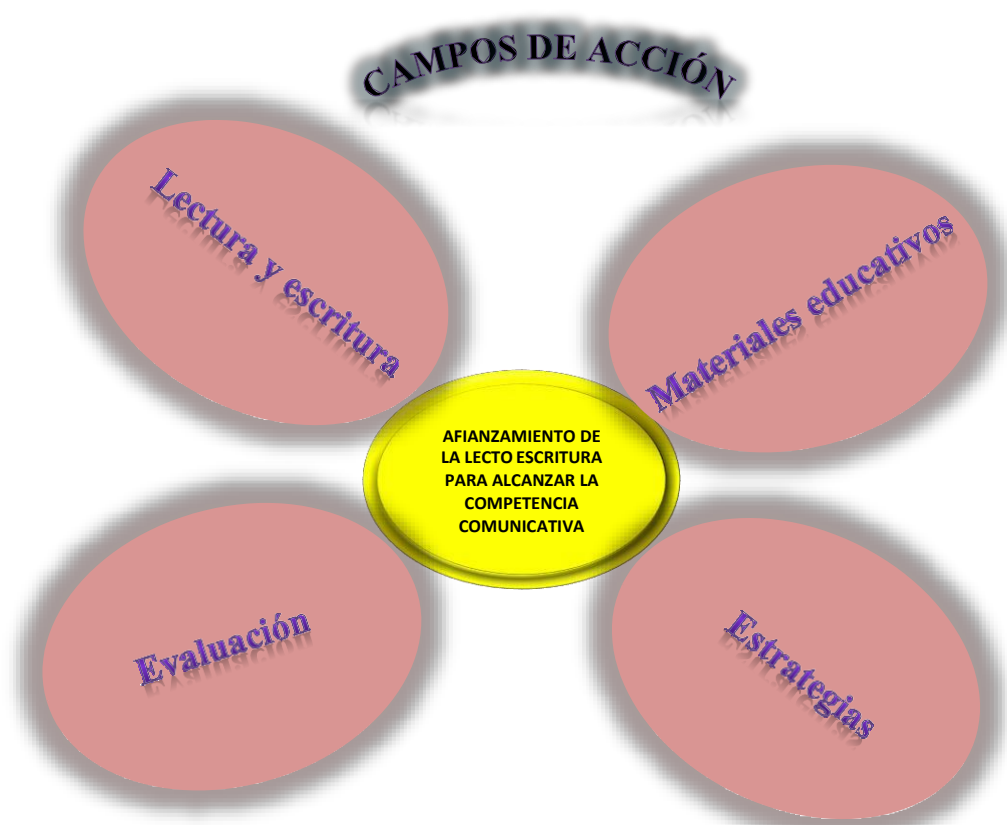 CAMPOS DE ACCIÓN
Lectura y escritura
Materiales educativos
AFIANZAMIENTO DE
LA LECTO ESCRITURA
PARA ALCANZAR LA
COMPETENCIA
COMUNICATIVA
Evaluación
Estrategias